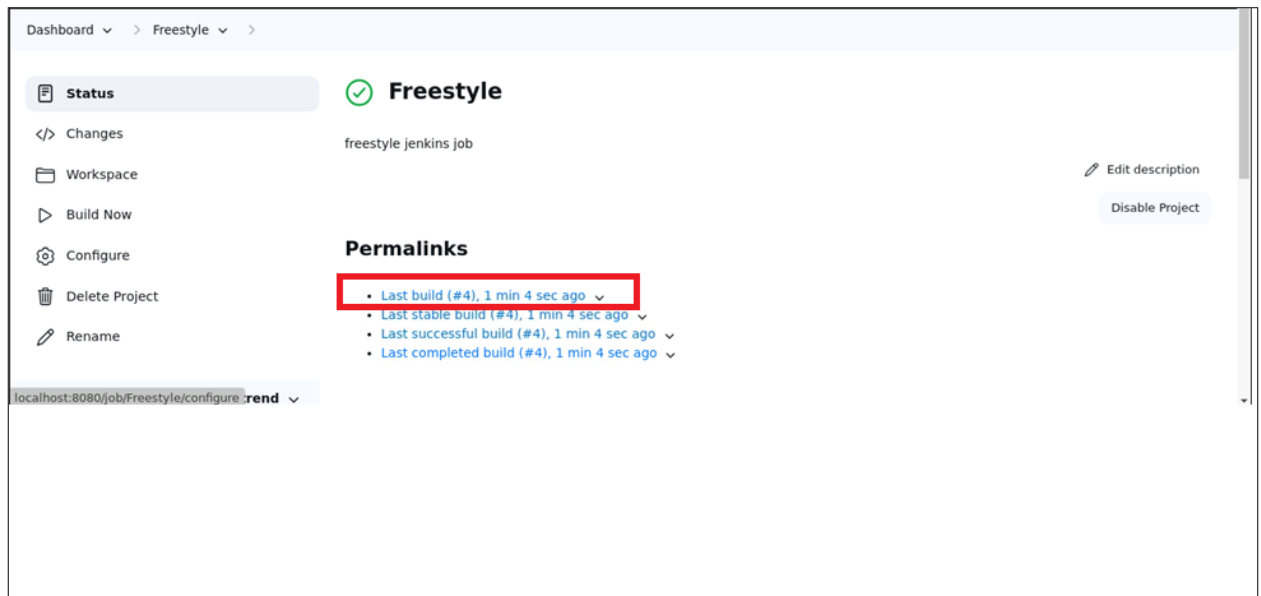 Dashboard Freestyle
Status
Changes
Workspace
Build Now
Configure
Delete Project
Rename
Freestyle
freestyle jenkins job
Edit description
Disable Project
Permalinks
Last build (#4), 1 min 4 sec ago
Last stable build (#4), 1 min 4 sec ago
Last successful build (#4), 1 min 4 sec ago
Last completed build (#4), 1 min 4 sec ago
localhost:8080/job/Freestyle/configure